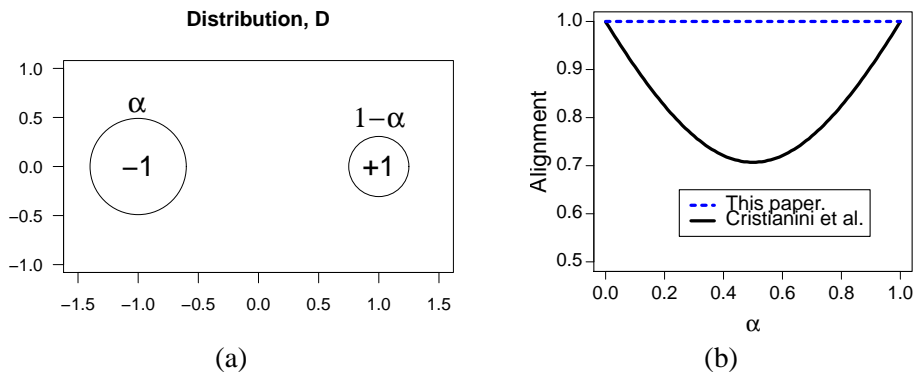 Distribution, D
α
1−α
−1
+1
1.0
0.5
0.0
−0.5
−1.0
−1.5 −1.0 −0.5 0.0 0.5 1.0 1.5
(a)
Alignment
1.0
0.9
0.8
0.7
0.6
0.5
This paper.
Cristianini et al.
0.0 0.2 0.4 0.6 0.8 1.0
α
(b)